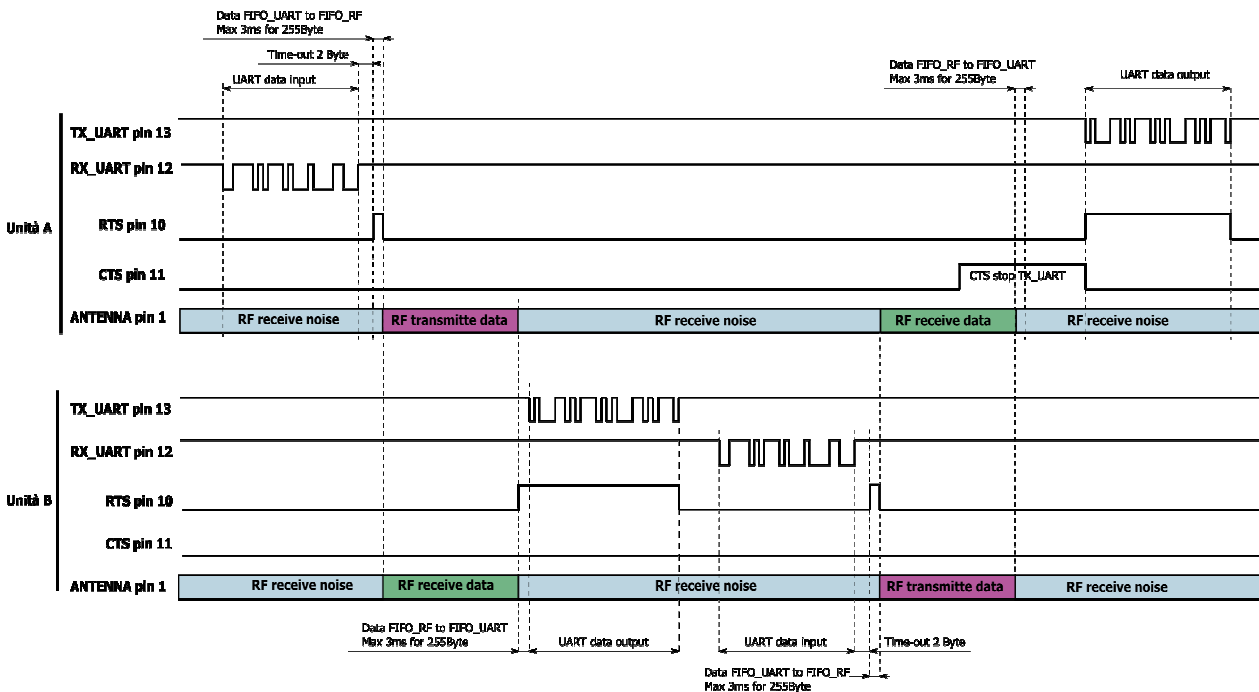 Data FIFO_UART to FIFO_RF
Max 3ms for 255Byte
Time-out 2 Byte
UART data input
Data FIFO_RF to FIFO_UART
Max 3ms for 255Byte
UART data output
Unità A
TX_UART pin 13
RX_UART pin 12
RTS pin 10
CTS pin 11
CTS stop TX_UART
ANTENNA pin 1
RF receive noise
RF transmitte data
RF receive noise
RF receive data
RF receive noise
Unità B
TX_UART pin 13
RX_UART pin 12
RTS pin 10
CTS pin 11
ANTENNA pin 1
RF receive noise
RF receive data
RF receive noise
RF transmitte data
RF receive noise
Data FIFO_RF to FIFO_UART
Max 3ms for 255Byte
UART data output
UART data input
Time-out 2 Byte
Data FIFO_UART to FIFO_RF
Max 3ms for 255Byte